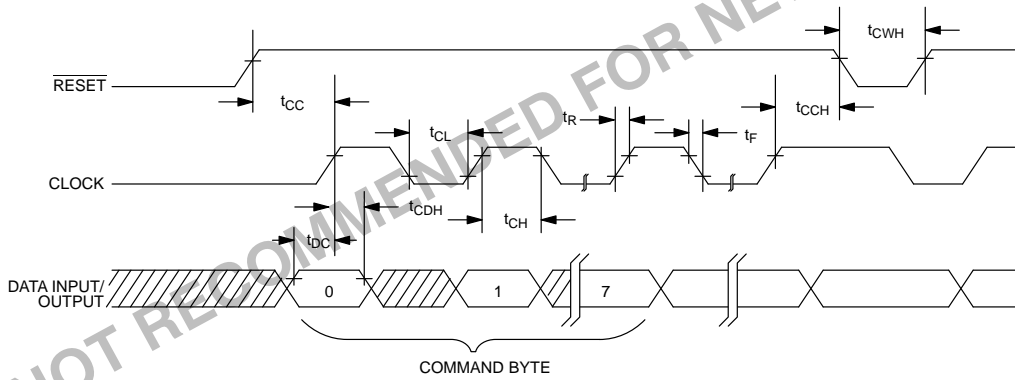 NOT RECOMMENDED FOR NE
tCWH
RESET
tCC
tCCH
tCL
tR
tF
CLOCK
tCDH
tCH
tDC
DATA INPUT/
OUTPUT
0
1
7
COMMAND BYTE